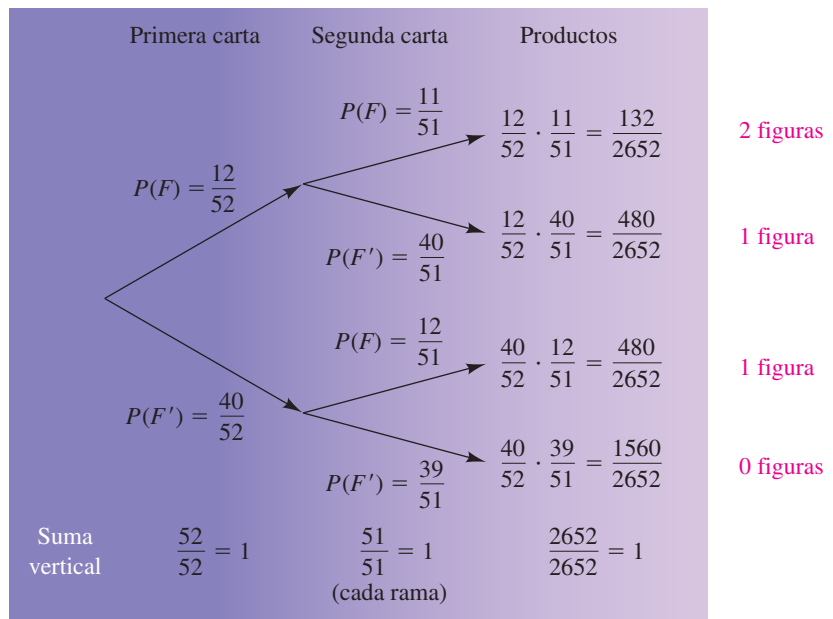 Primera carta Segunda carta Productos
P(F) = 11/51
12/52 · 11/51 = 132/2652 2 figuras
P(F) = 12/52
12/52 · 40/51 = 480/2652 1 figura
P(F′) = 40/51
P(F) = 12/51
40/52 · 12/51 = 480/2652 1 figura
P(F′) = 40/52
40/52 · 39/51 = 1560/2652 0 figuras
P(F′) = 39/51
Suma vertical 52/52 = 1 51/51 = 1 2652/2652 = 1
(cada rama)